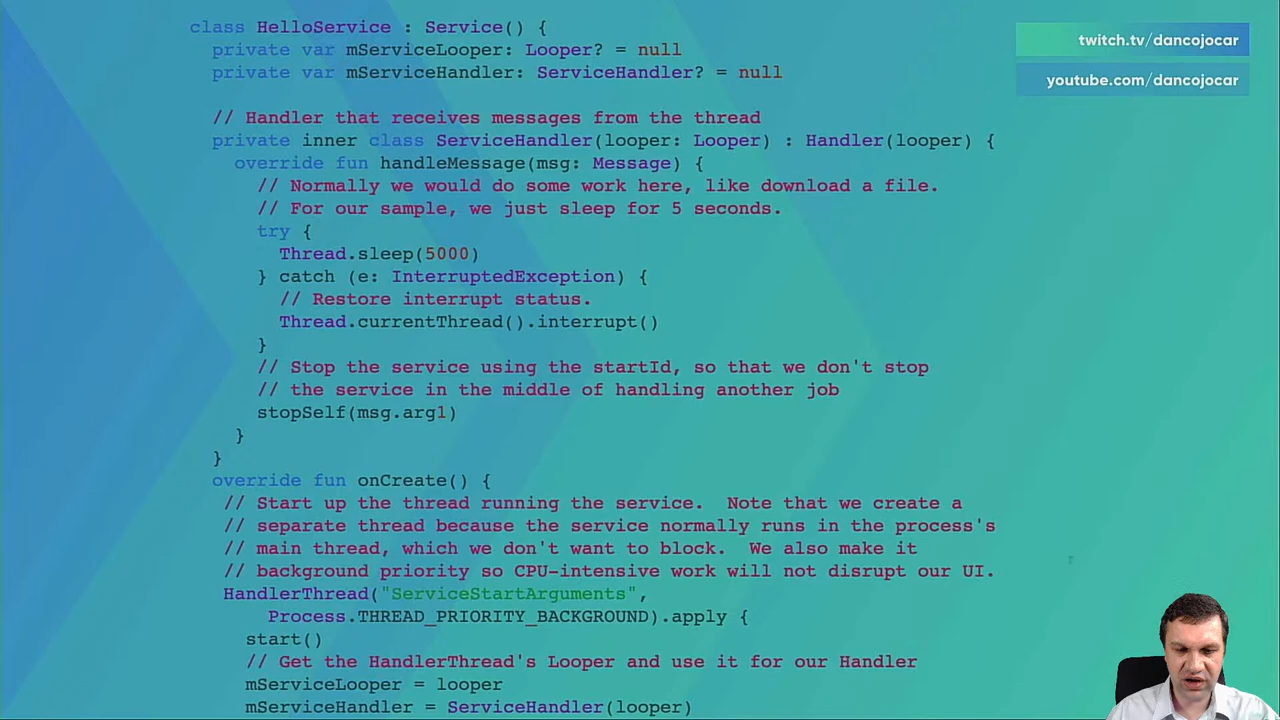 class HelloService : Service() {
private var mServiceLooper: Looper? = null
private var mServiceHandler: ServiceHandler? = null
// Handler that receives messages from the thread
private inner class ServiceHandler(looper: Looper) : Handler(looper) {
override fun handleMessage(msg: Message) {
// Normally we would do some work here, like download a file.
// For our sample, we just sleep for 5 seconds.
try {
Thread.sleep(5000)
} catch (e: InterruptedException) {
// Restore interrupt status.
Thread.currentThread().interrupt()
}
// Stop the service using the startId, so that we don't stop
// the service in the middle of handling another job
stopSelf(msg.arg1)
}
}
override fun onCreate() {
// Start up the thread running the service.  Note that we create a
// separate thread because the service normally runs in the process's
// main thread, which we don't want to block.  We also make it
// background priority so CPU-intensive work will not disrupt our UI.
HandlerThread("ServiceStartArguments",
Process.THREAD_PRIORITY_BACKGROUND).apply {
start()
// Get the HandlerThread's Looper and use it for our Handler
mServiceLooper = looper
mServiceHandler = ServiceHandler(looper)
twitch.tv/dancojocar
youtube.com/dancojocar